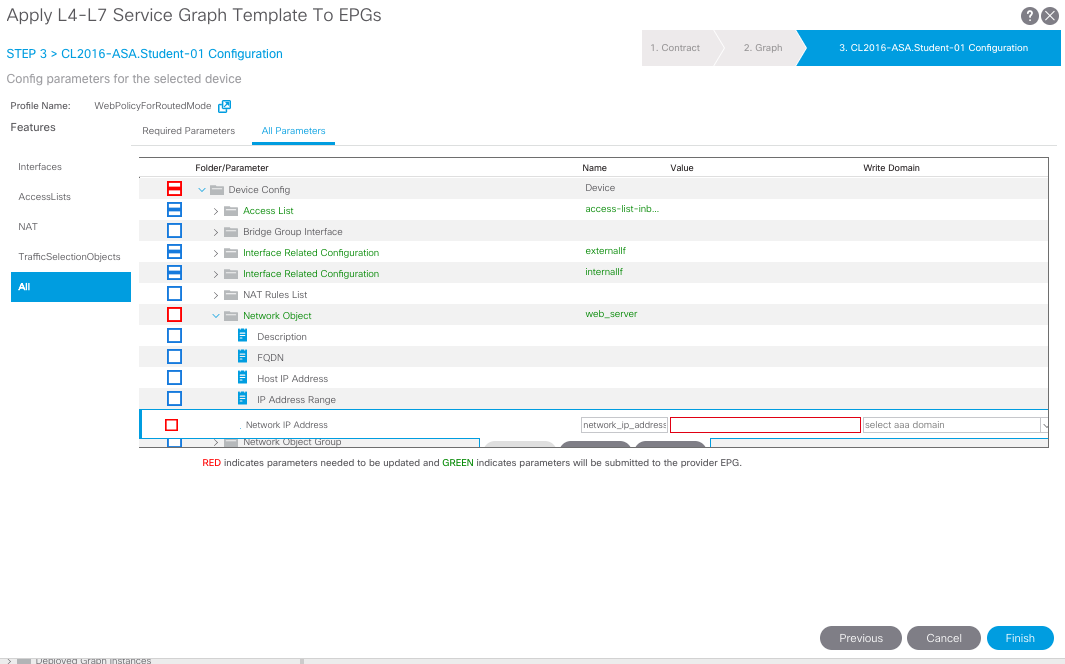 Apply L4-L7 Service Graph Template To EPGs
STEP 3 > CL2016-ASA.Student-01 Configuration
1. Contract 2. Graph 3. CL2016-ASA.Student-01 Configuration
Config parameters for the selected device
Profile Name: WebPolicyForRoutedMode
Features
Required Parameters All Parameters
Interfaces
AccessLists
NAT
TrafficSelectionObjects
All
Folder/Parameter Name Value Write Domain
Device Config Device
Access List access-list-inb...
Bridge Group Interface
Interface Related Configuration externalIf
Interface Related Configuration internalIf
NAT Rules List
Network Object web_server
Description
FQDN
Host IP Address
IP Address Range
Network IP Address network_ip_address select aaa domain
Network Object Group
RED indicates parameters needed to be updated and GREEN indicates parameters will be submitted to the provider EPG.
Previous Cancel Finish
Deployed Graph Instances